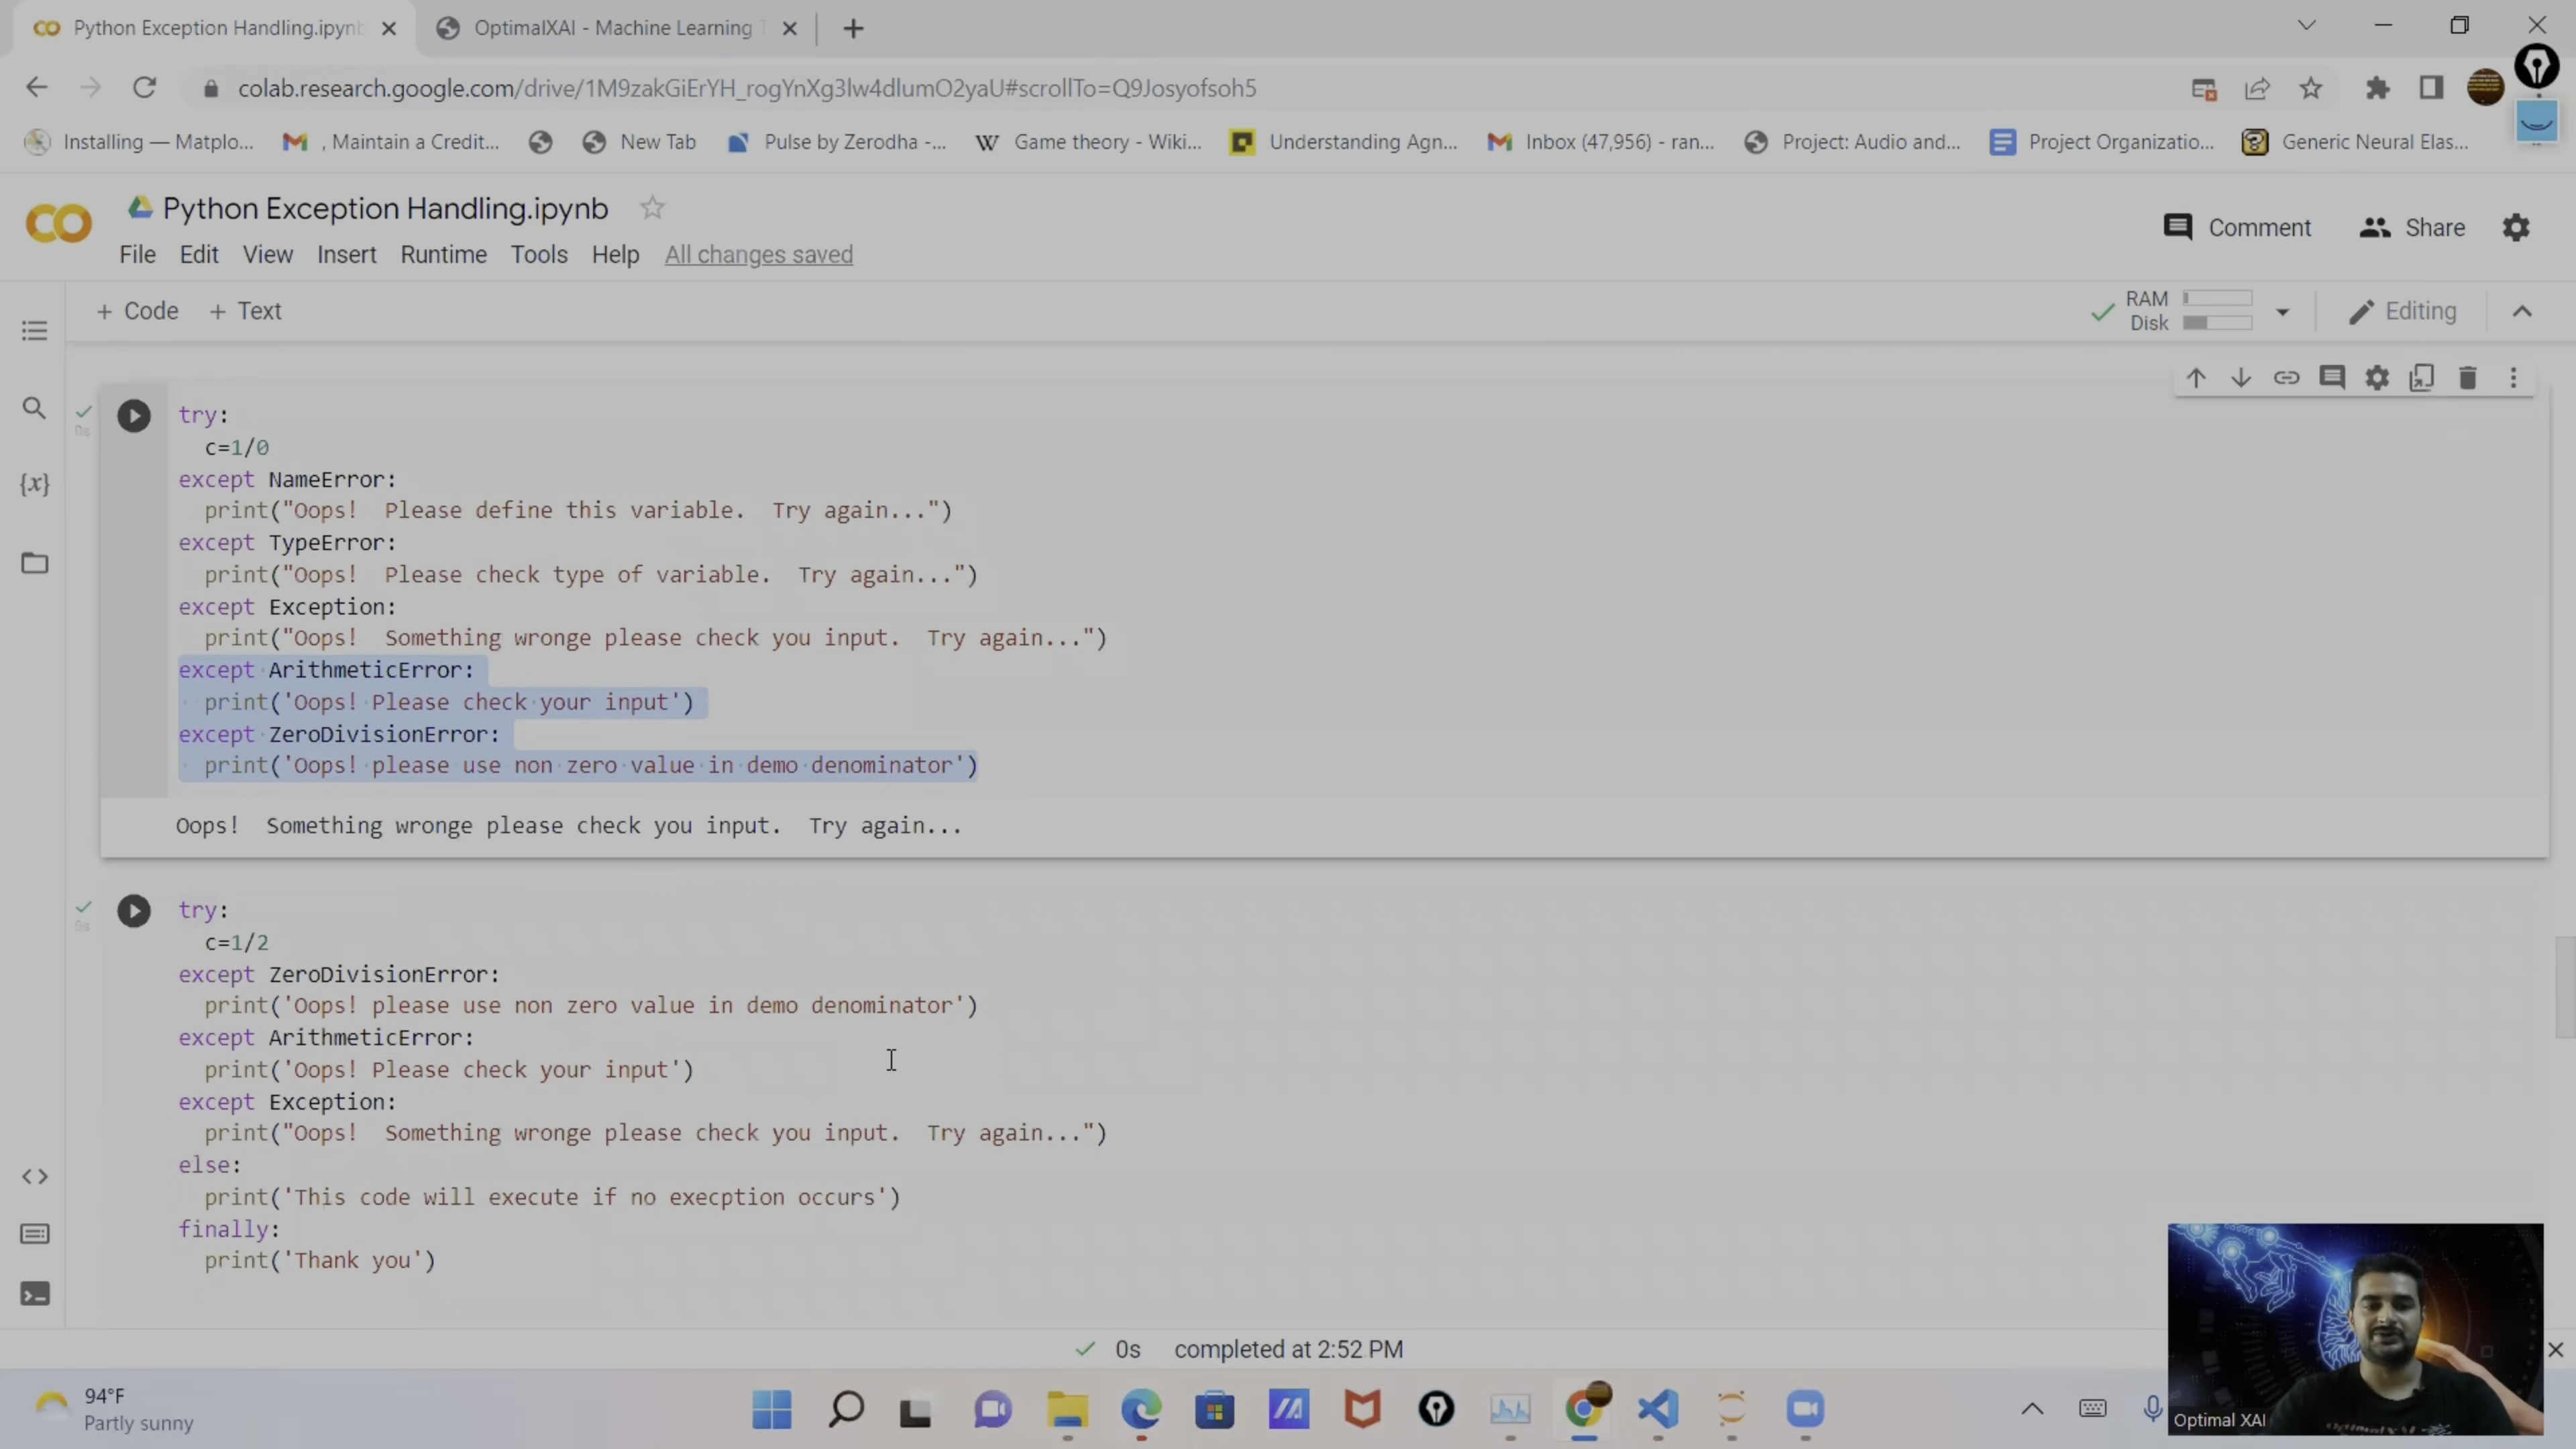 Python Exception Handling.ipynb
OptimalXAI - Machine Learning
colab.research.google.com/drive/1M9zakGiErYH_rogYnXg3lw4dlumO2yaU#scrollTo=Q9Josyofsoh5
Installing — Matplo... , Maintain a Credit... New Tab Pulse by Zerodha -... Game theory - Wiki... Understanding Agn... Inbox (47,956) - ran... Project: Audio and... Project Organizatio... Generic Neural Elas...
Python Exception Handling.ipynb
Comment Share
File Edit View Insert Runtime Tools Help All changes saved
+ Code + Text
RAM
Disk
Editing
try:
c=1/0
except NameError:
print("Oops!  Please define this variable.  Try again...")
except TypeError:
print("Oops!  Please check type of variable.  Try again...")
except Exception:
print("Oops!  Something wronge please check you input.  Try again...")
except ArithmeticError:
print('Oops! Please check your input')
except ZeroDivisionError:
print('Oops! please use non zero value in demo denominator')
Oops!  Something wronge please check you input.  Try again...
try:
c=1/2
except ZeroDivisionError:
print('Oops! please use non zero value in demo denominator')
except ArithmeticError:
print('Oops! Please check your input')
except Exception:
print("Oops!  Something wronge please check you input.  Try again...")
else:
print('This code will execute if no execption occurs')
finally:
print('Thank you')
0s completed at 2:52 PM
94°F
Partly sunny
Optimal XAI